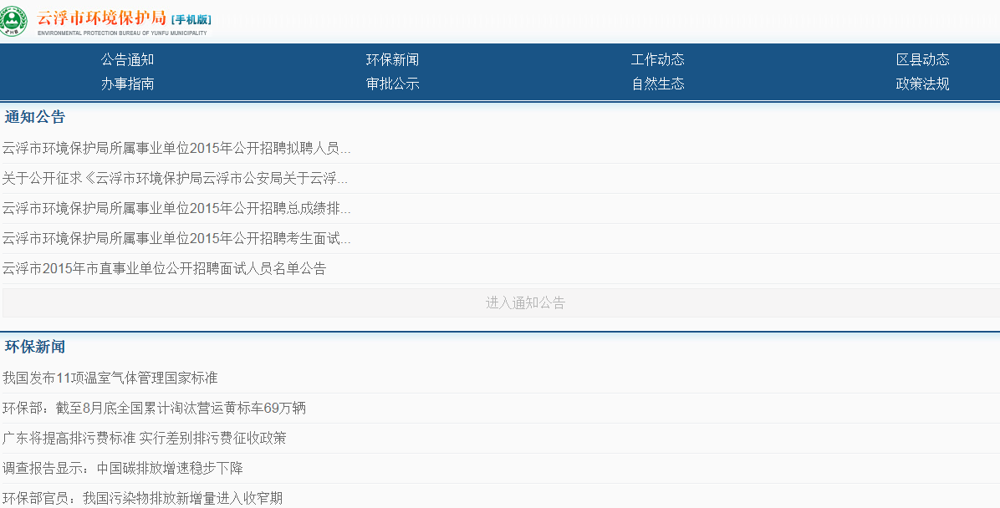 云浮市环境保护局 [手机版]
ENVIRONMENTAL PROTECTION BUREAU OF YUNFU MUNICIPALITY
公告通知 环保新闻 工作动态 区县动态
办事指南 审批公示 自然生态 政策法规
通知公告
云浮市环境保护局所属事业单位2015年公开招聘拟聘人员...
关于公开征求《云浮市环境保护局云浮市公安局关于云浮...
云浮市环境保护局所属事业单位2015年公开招聘总成绩排...
云浮市环境保护局所属事业单位2015年公开招聘考生面试...
云浮市2015年市直事业单位公开招聘面试人员名单公告
进入通知公告
环保新闻
我国发布11项温室气体管理国家标准
环保部：截至8月底全国累计淘汰营运黄标车69万辆
广东将提高排污费标准 实行差别排污费征收政策
调查报告显示：中国碳排放增速稳步下降
环保部官员：我国污染物排放新增量进入收窄期